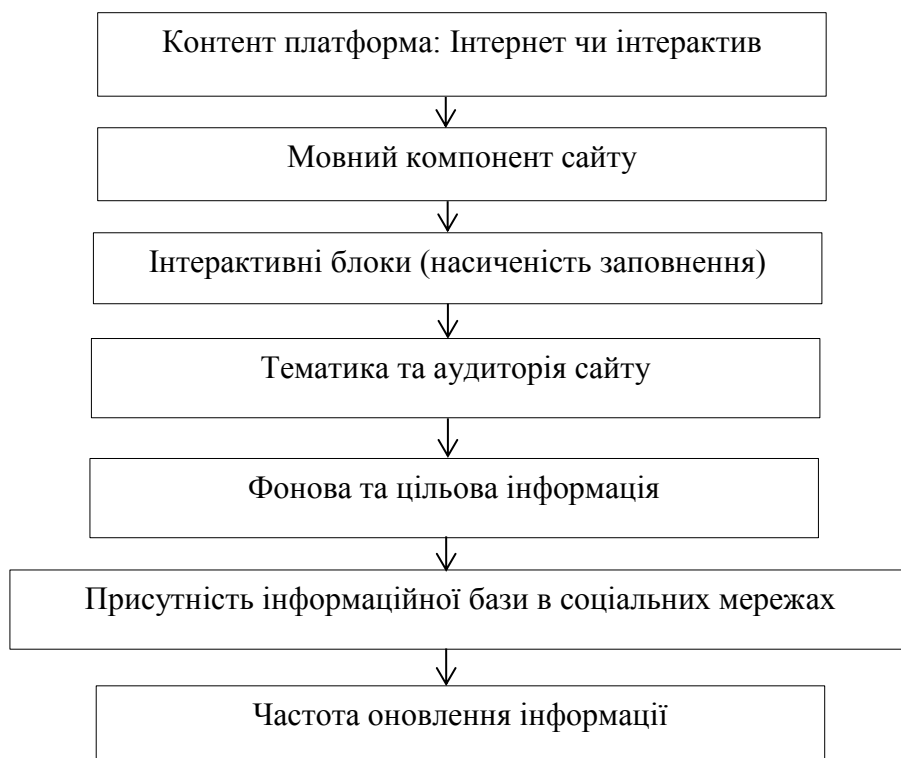 Контент платформа: Інтернет чи інтерактив
Мовний компонент сайту
Інтерактивні блоки (насиченість заповнення)
Тематика та аудиторія сайту
Фонова та цільова інформація
Присутність інформаційної бази в соціальних мережах
Частота оновлення інформації